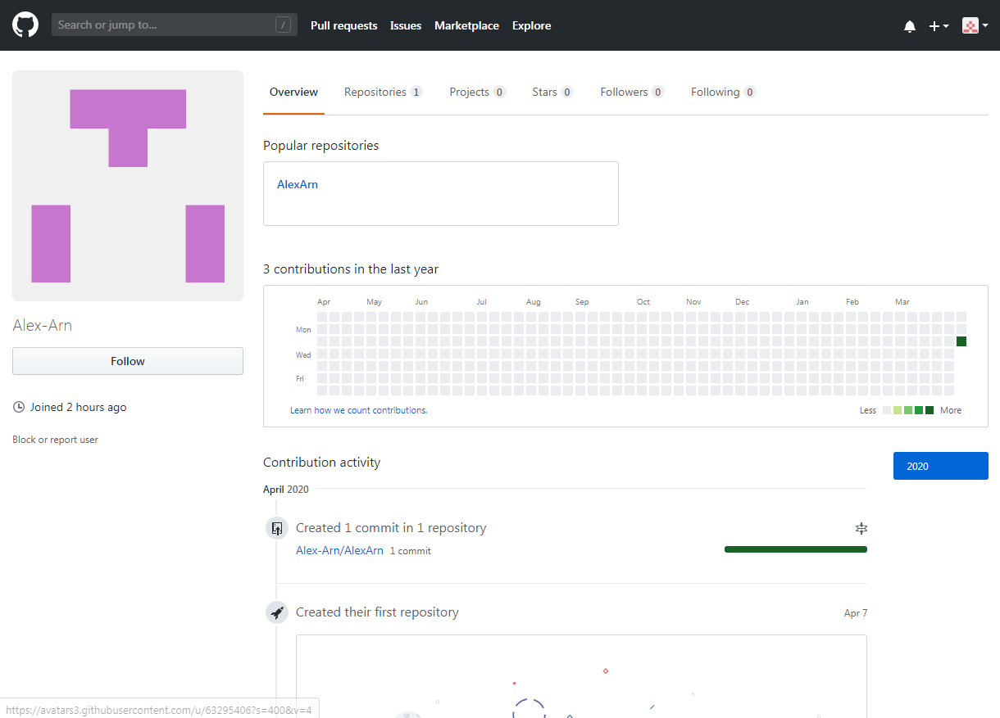 Search or jump to... / Pull requests Issues Marketplace Explore
Overview Repositories 1 Projects 0 Stars 0 Followers 0 Following 0
Alex-Arn
Follow
Joined 2 hours ago
Block or report user
Popular repositories
AlexArn
3 contributions in the last year
Apr May Jun Jul Aug Sep Oct Nov Dec Jan Feb Mar
Mon
Wed
Fri
Learn how we count contributions. Less More
Contribution activity 2020
April 2020
Created 1 commit in 1 repository
Alex-Arn/AlexArn 1 commit
Created their first repository Apr 7
https://avatars3.githubusercontent.com/u/63295406?s=400&v=4